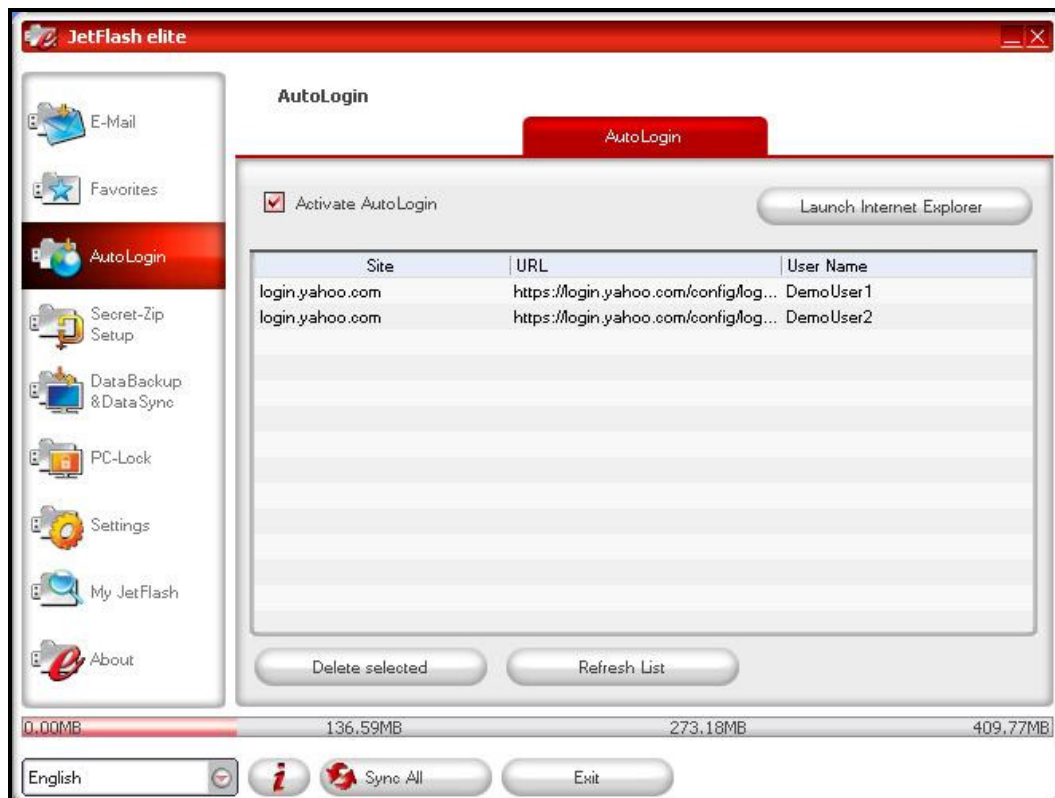 JetFlash elite
E-Mail
Favorites
AutoLogin
Secret-Zip
Setup
DataBackup
&DataSync
PC-Lock
Settings
My JetFlash
About
AutoLogin
AutoLogin
Activate AutoLogin
Launch Internet Explorer
Site URL User Name
login.yahoo.com https://login.yahoo.com/config/log... DemoUser1
login.yahoo.com https://login.yahoo.com/config/log... DemoUser2
Delete selected
Refresh List
0.00MB 136.59MB 273.18MB 409.77MB
English
i
Sync All
Exit